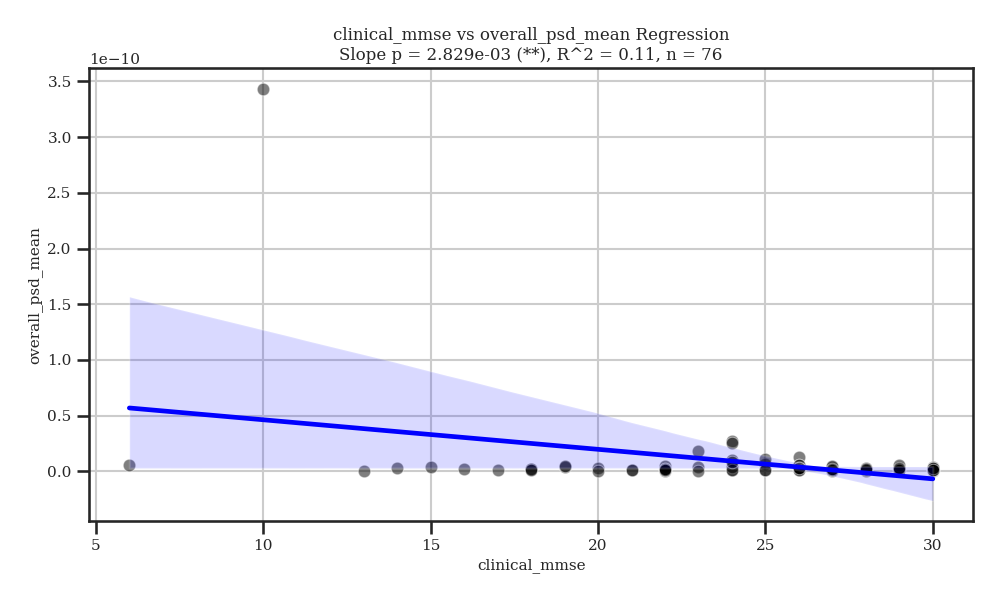 clinical_mmse vs overall_psd_mean Regression
Slope p = 2.829e-03 (**), R^2 = 0.11, n = 76
1e−10
3.5
3.0
2.5
2.0
1.5
1.0
0.5
0.0
overall_psd_mean
5 10 15 20 25 30
clinical_mmse